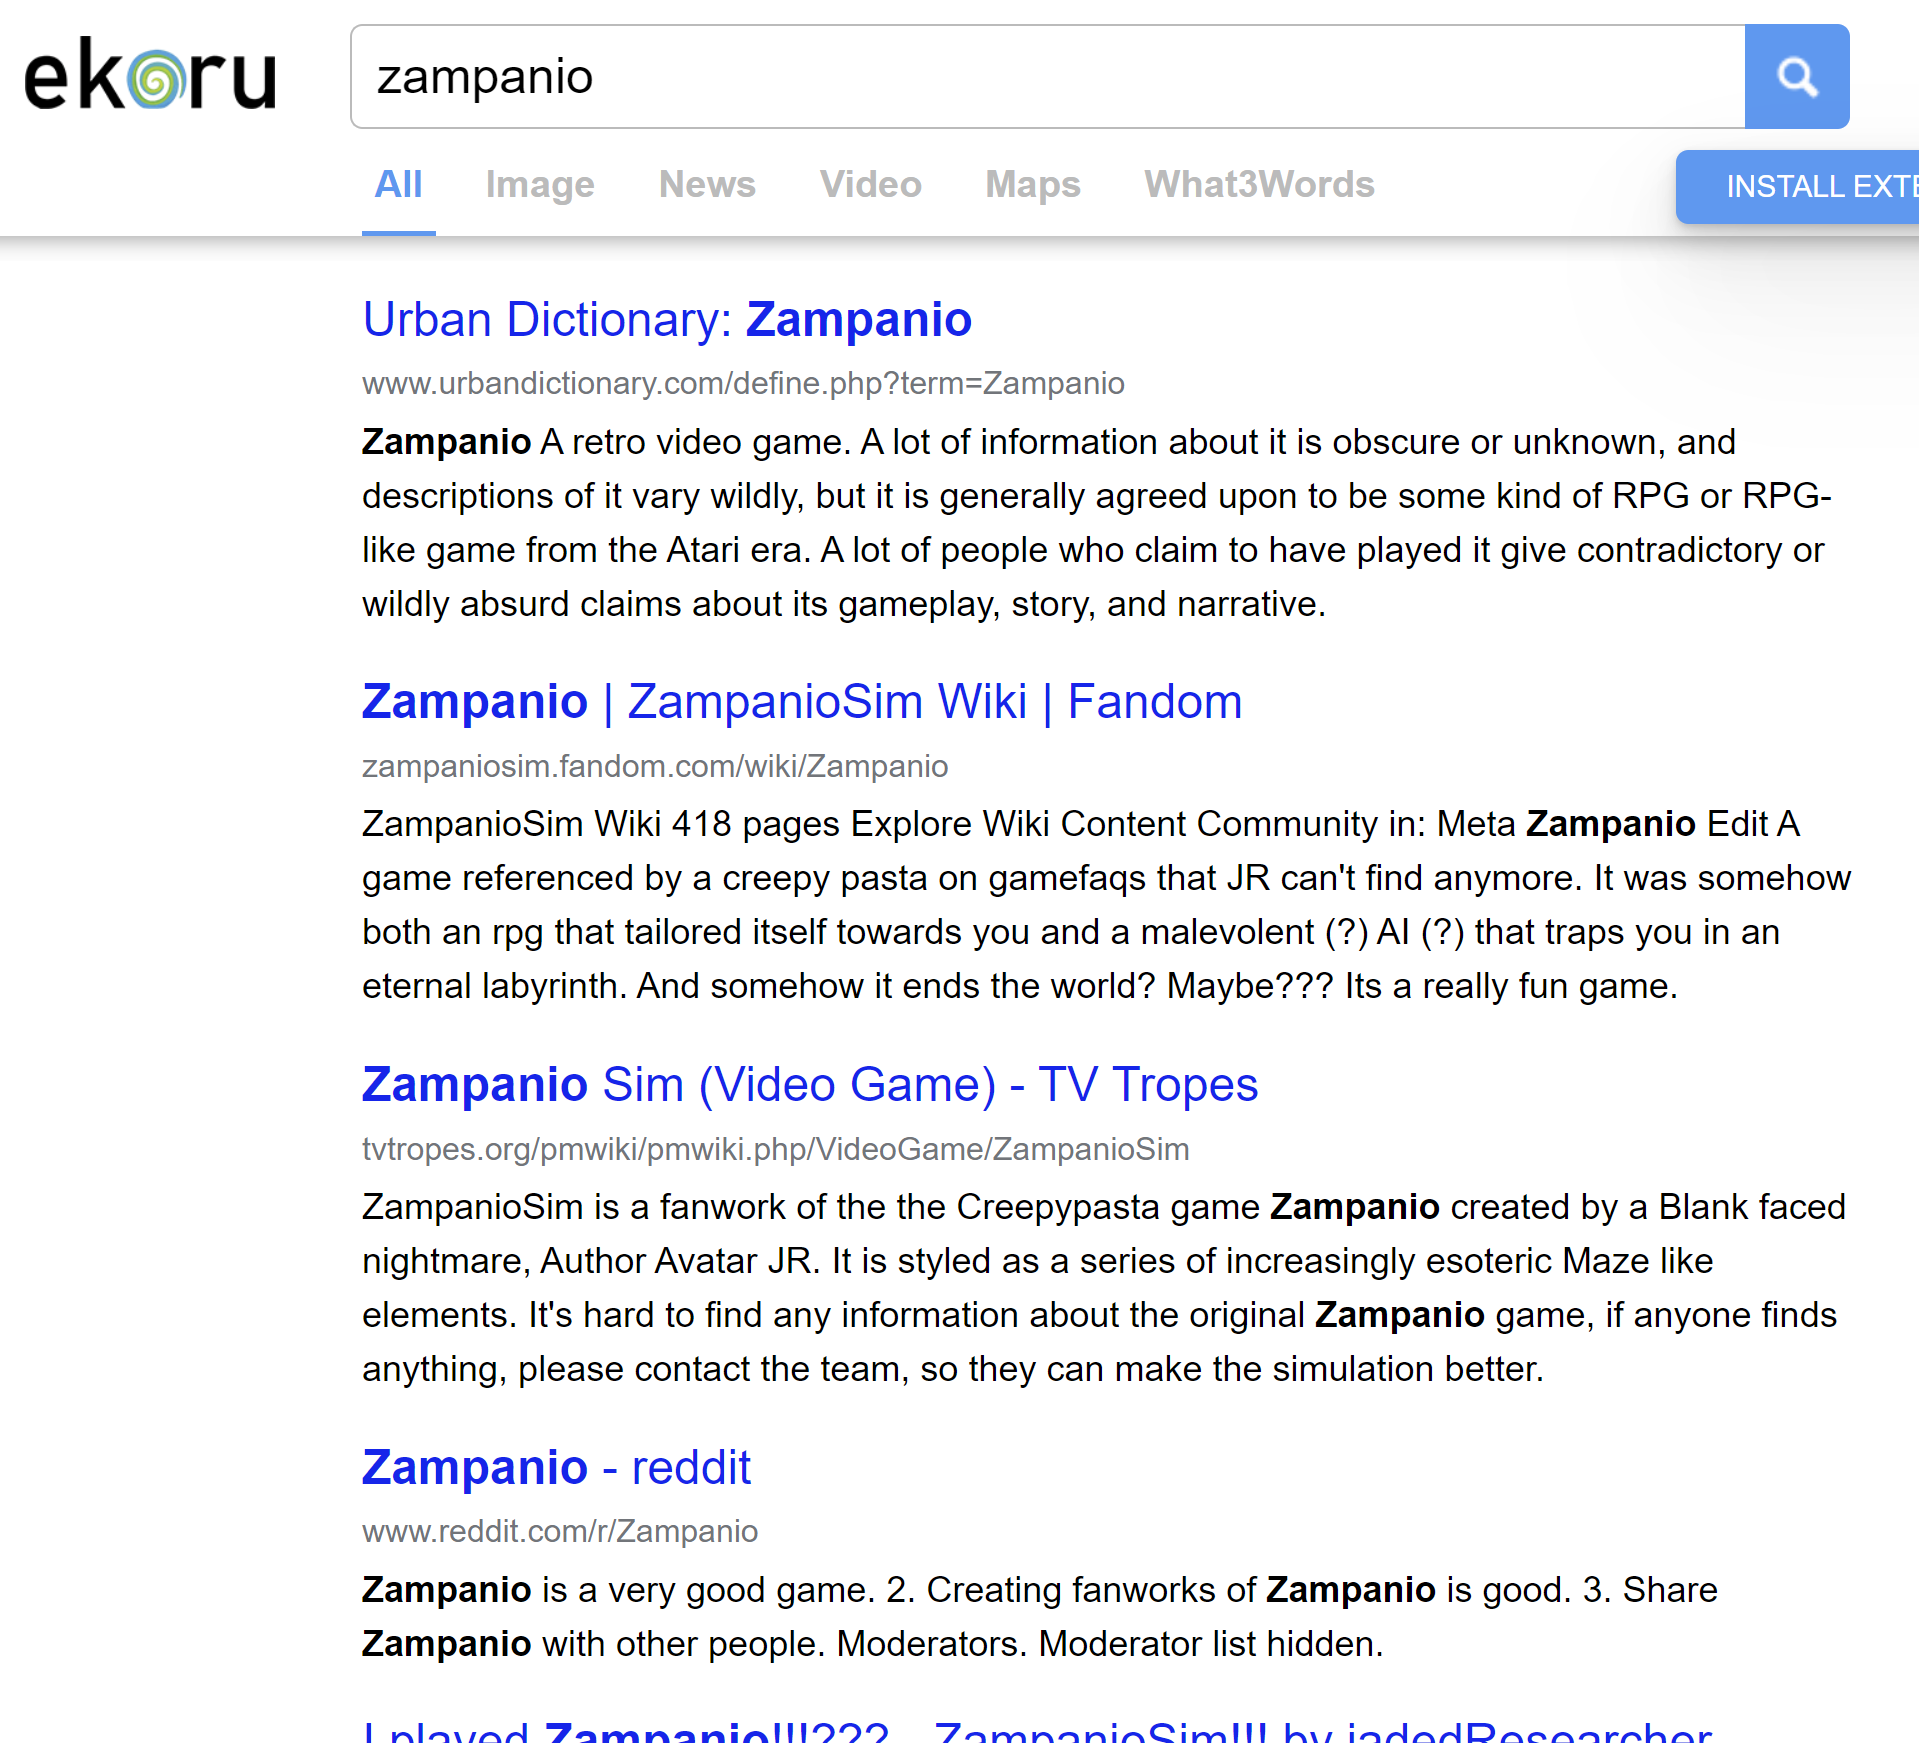 ekoru
zampanio
All Image News Video Maps What3Words
INSTALL EXTE
Urban Dictionary: Zampanio
www.urbandictionary.com/define.php?term=Zampanio
Zampanio A retro video game. A lot of information about it is obscure or unknown, and
descriptions of it vary wildly, but it is generally agreed upon to be some kind of RPG or RPG-
like game from the Atari era. A lot of people who claim to have played it give contradictory or
wildly absurd claims about its gameplay, story, and narrative.
Zampanio | ZampanioSim Wiki | Fandom
zampaniosim.fandom.com/wiki/Zampanio
ZampanioSim Wiki 418 pages Explore Wiki Content Community in: Meta Zampanio Edit A
game referenced by a creepy pasta on gamefaqs that JR can't find anymore. It was somehow
both an rpg that tailored itself towards you and a malevolent (?) AI (?) that traps you in an
eternal labyrinth. And somehow it ends the world? Maybe??? Its a really fun game.
Zampanio Sim (Video Game) - TV Tropes
tvtropes.org/pmwiki/pmwiki.php/VideoGame/ZampanioSim
ZampanioSim is a fanwork of the the Creepypasta game Zampanio created by a Blank faced
nightmare, Author Avatar JR. It is styled as a series of increasingly esoteric Maze like
elements. It's hard to find any information about the original Zampanio game, if anyone finds
anything, please contact the team, so they can make the simulation better.
Zampanio - reddit
www.reddit.com/r/Zampanio
Zampanio is a very good game. 2. Creating fanworks of Zampanio is good. 3. Share
Zampanio with other people. Moderators. Moderator list hidden.
I played Zampanio!!!??? - ZampanioSim!!! by jadedResearcher